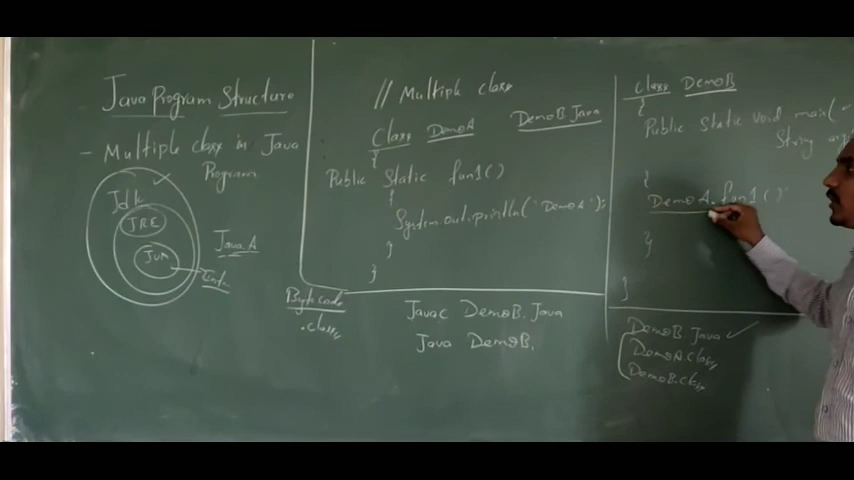 Java Program Structure
- Multiple class in Java
Program
Jdk
JRE
JVM
Java.A
Byte code
.class
// Multiple class
Class DemoA DemoB.Java
{
Public Static fun1()
{
System.out.println("DemoA");
}
}
Javac DemoB.Java
Java DemoB.
class DemoB
{
Public Static void main(
String arg
{
DemoA.fun1()
}
}
DemoB.Java
DemoA.class
DemoB.class